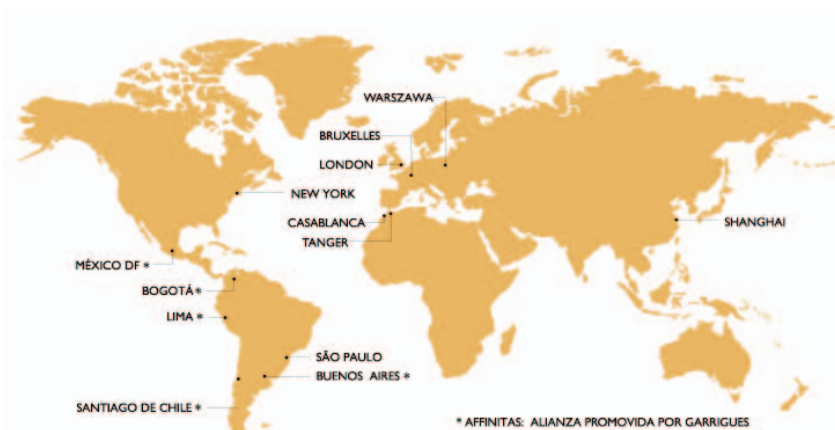 WARSZAWA
BRUXELLES
LONDON
NEW YORK
CASABLANCA
TANGER
SHANGHAI
MÉXICO DF *
BOGOTÁ *
LIMA *
SÃO PAULO
BUENOS AIRES *
SANTIAGO DE CHILE *
* AFFINITAS: ALIANZA PROMOVIDA POR GARRIGUES